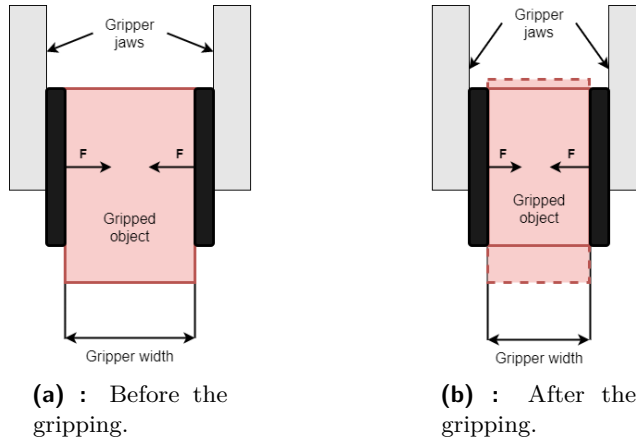 Gripper
jaws
F
F
Gripped
object
Gripper width
(a) : Before the
gripping.
Gripper
jaws
F
F
Gripped
object
Gripper width
(b) : After the
gripping.